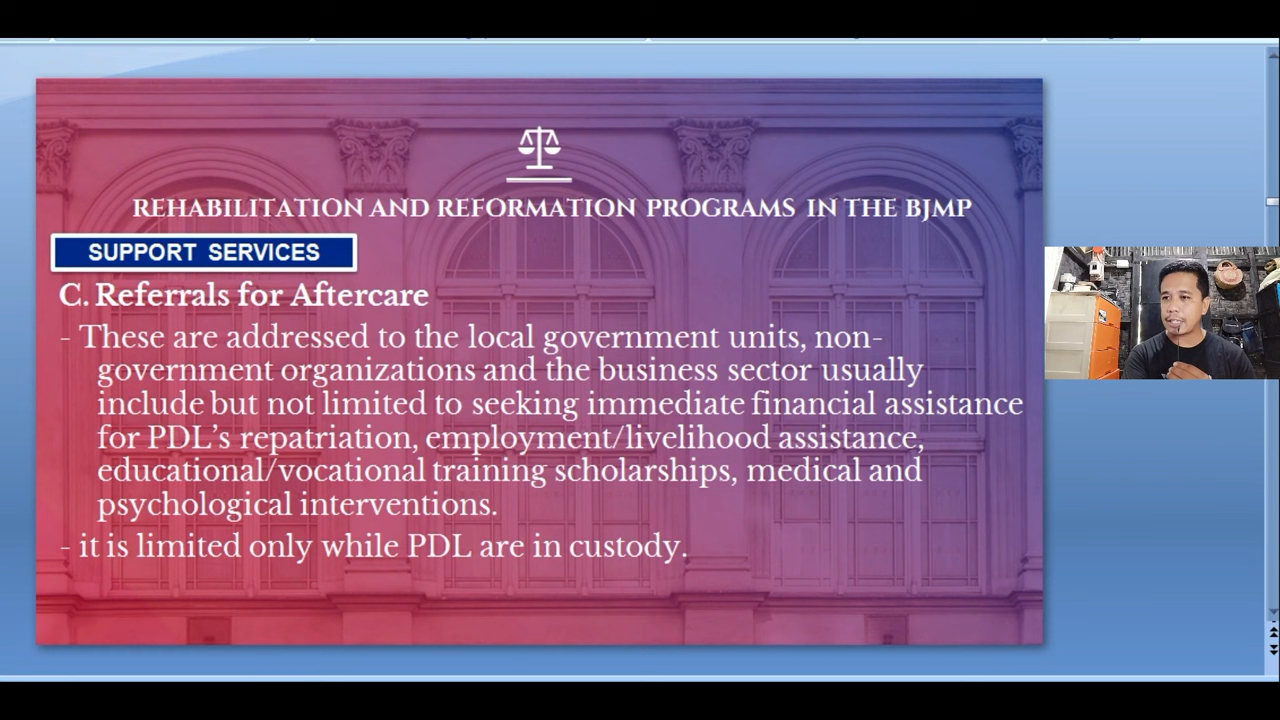 REHABILITATION AND REFORMATION PROGRAMS IN THE BJMP
SUPPORT SERVICES
C. Referrals for Aftercare
- These are addressed to the local government units, non-
government organizations and the business sector usually
include but not limited to seeking immediate financial assistance
for PDL’s repatriation, employment/livelihood assistance,
educational/vocational training scholarships, medical and
psychological interventions.
- it is limited only while PDL are in custody.